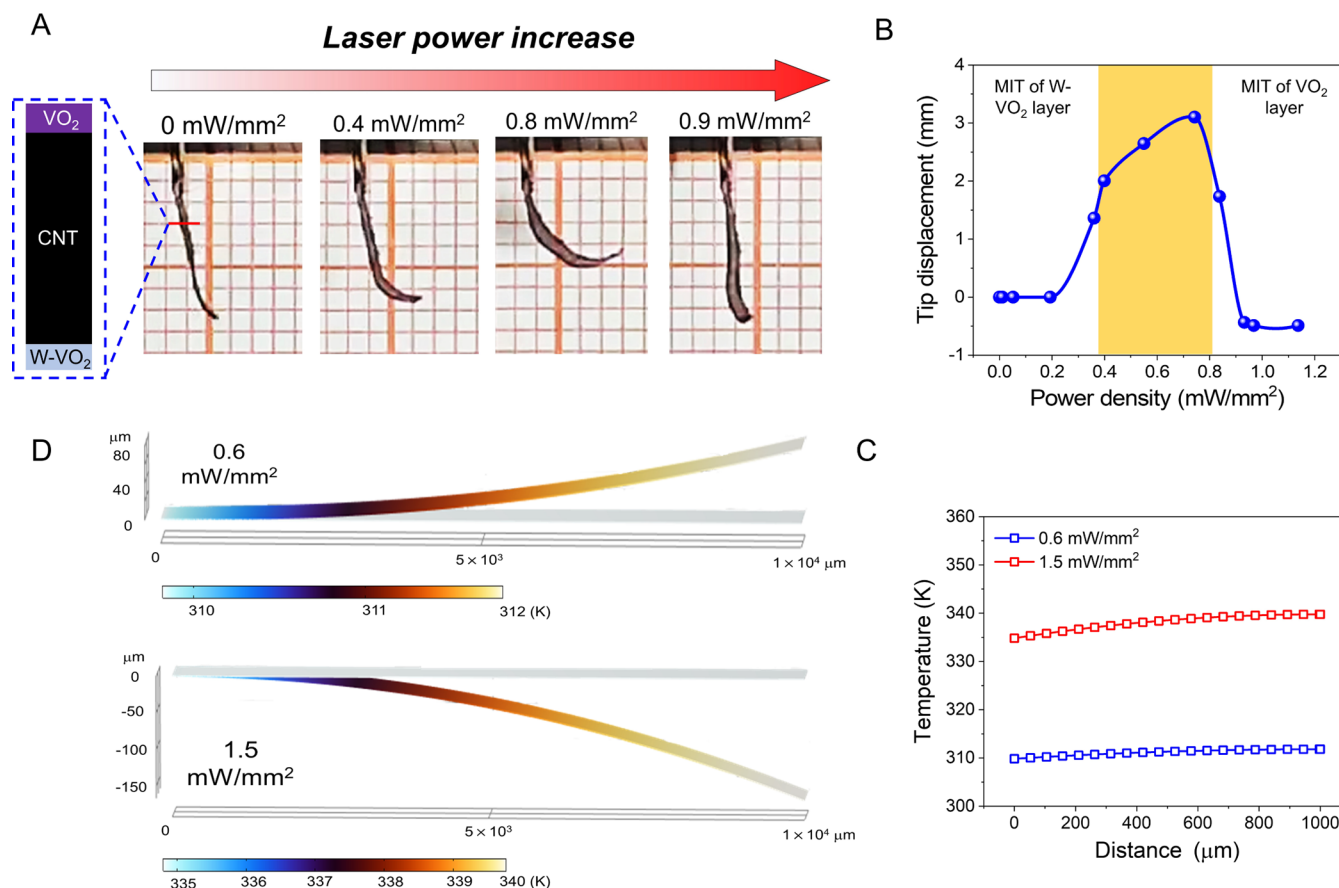 A
Laser power increase
VO₂
CNT
W-VO₂
0 mW/mm²
0.4 mW/mm²
0.8 mW/mm²
0.9 mW/mm²
B
Tip displacement (mm)
4
3
2
1
0
-1
MIT of W-
VO₂ layer
MIT of VO₂
layer
0.0 0.2 0.4 0.6 0.8 1.0 1.2
Power density (mW/mm²)
D
μm
80
40
0
0.6
mW/mm²
0 5 × 10³ 1 × 10⁴ μm
310 311 312 (K)
μm
0
-50
-100
-150
1.5
mW/mm²
0 5 × 10³ 1 × 10⁴ μm
335 336 337 338 339 340 (K)
C
Temperature (K)
360
350
340
330
320
310
300
0.6 mW/mm²
1.5 mW/mm²
0 200 400 600 800 1000
Distance (μm)